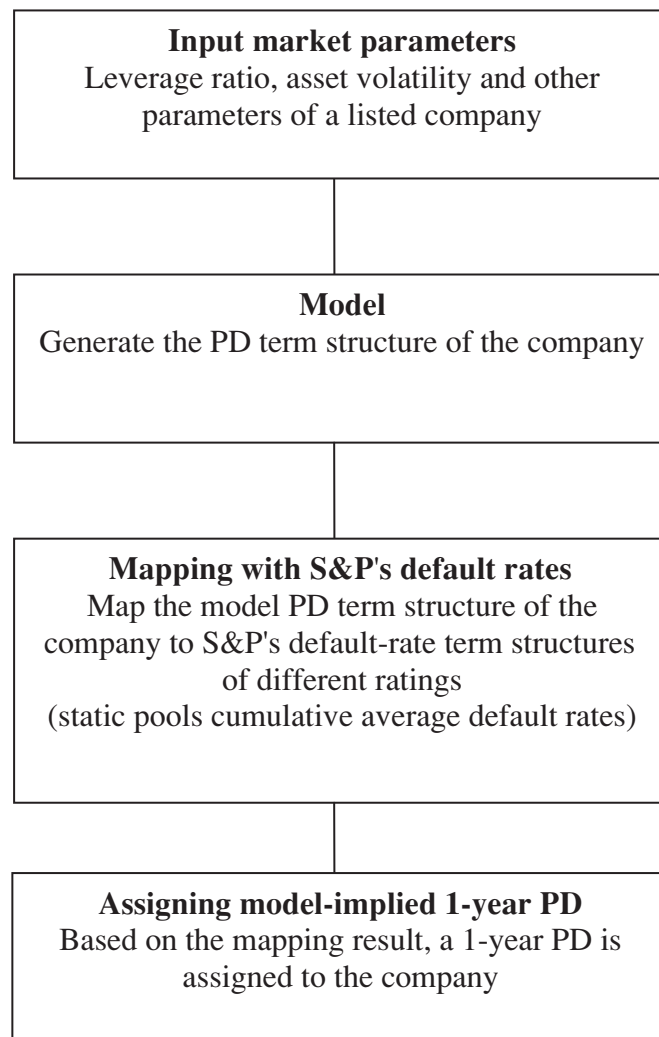 Input market parameters
Leverage ratio, asset volatility and other
parameters of a listed company
Model
Generate the PD term structure of the company
Mapping with S&P's default rates
Map the model PD term structure of the
company to S&P's default-rate term structures
of different ratings
(static pools cumulative average default rates)
Assigning model-implied 1-year PD
Based on the mapping result, a 1-year PD is
assigned to the company